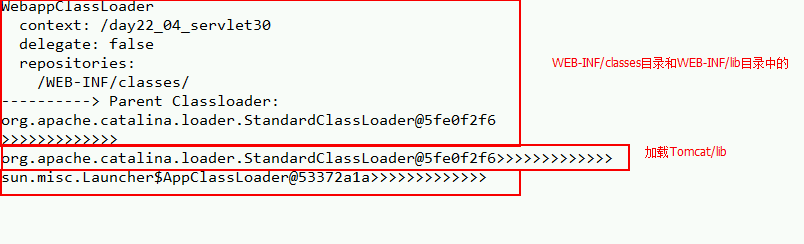 WebappClassLoader
context: /day22_04_servlet30
delegate: false
repositories:
/WEB-INF/classes/
----------> Parent Classloader:
org.apache.catalina.loader.StandardClassLoader@5fe0f2f6
>>>>>>>>>>>>>
WEB-INF/classes目录和WEB-INF/lib目录中的
org.apache.catalina.loader.StandardClassLoader@5fe0f2f6>>>>>>>>>>>>>
加载Tomcat/lib
sun.misc.Launcher$AppClassLoader@53372a1a>>>>>>>>>>>>>